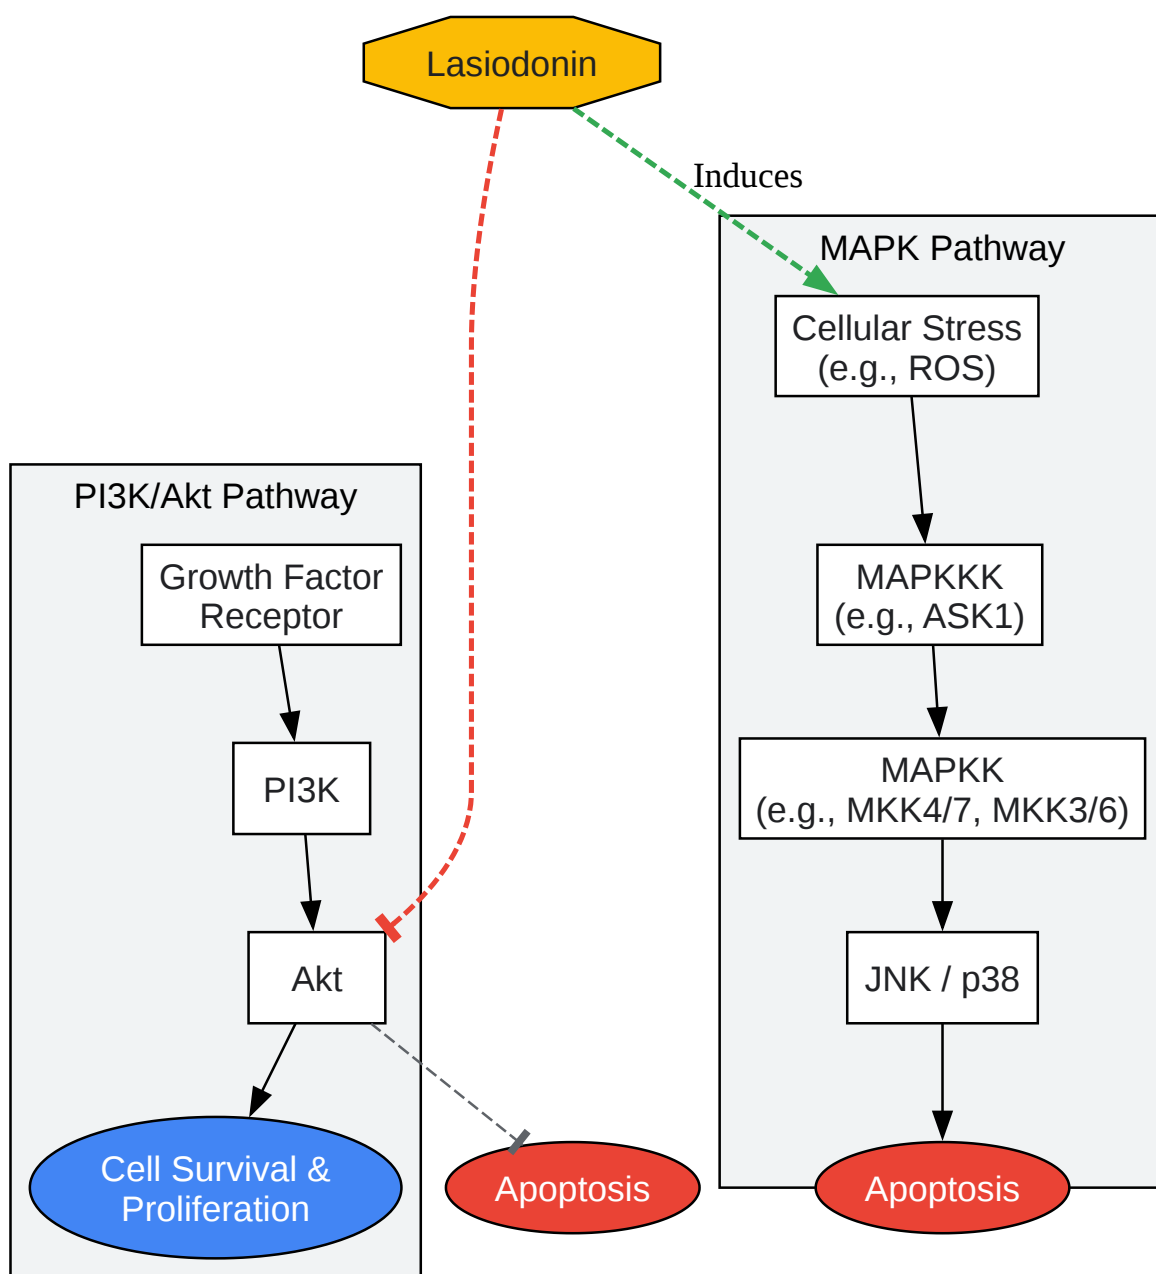 Lasiodonin
Induces
MAPK Pathway
Cellular Stress
(e.g., ROS)
MAPKKK
(e.g., ASK1)
MAPKK
(e.g., MKK4/7, MKK3/6)
JNK / p38
Apoptosis
PI3K/Akt Pathway
Growth Factor
Receptor
PI3K
Akt
Cell Survival &
Proliferation
Apoptosis